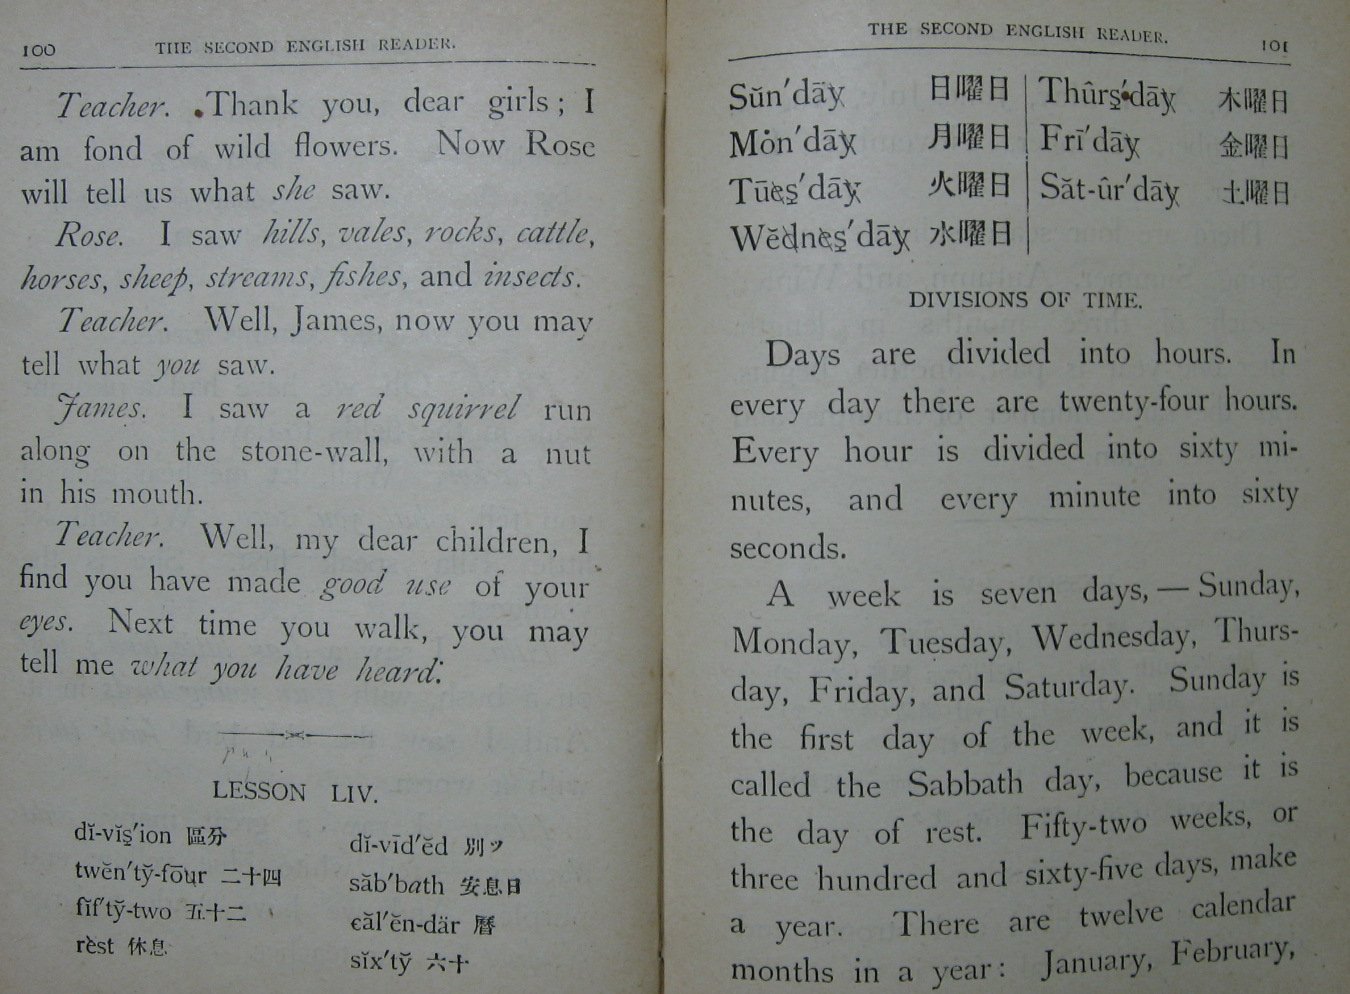 100 THE SECOND ENGLISH READER.
Teacher. Thank you, dear girls; I
am fond of wild flowers. Now Rose
will tell us what she saw.
Rose. I saw hills, vales, rocks, cattle,
horses, sheep, streams, fishes, and insects.
Teacher. Well, James, now you may
tell what you saw.
James. I saw a red squirrel run
along on the stone-wall, with a nut
in his mouth.
Teacher. Well, my dear children, I
find you have made good use of your
eyes. Next time you walk, you may
tell me what you have heard.
LESSON LIV.
dĭ-vĭs̱′ion 區分
twĕn′ty̆-fōur 二十四
fĭf′ty̆-two 五十二
rĕst 休息
dĭ-vīd′ĕd 別ツ
săb′bath 安息日
căl′ĕn-där 曆
sĭx′ty̆ 六十
THE SECOND ENGLISH READER. 101
Sŭn′dāy 日曜日
Mȯn′dāy 月曜日
Tūes̱′dāy 火曜日
Wĕdnes̱′dāy 水曜日
Thûrs̱′dāy 木曜日
Frī′dāy 金曜日
Săt-ûr′dāy 土曜日
DIVISIONS OF TIME.
Days are divided into hours. In
every day there are twenty-four hours.
Every hour is divided into sixty mi-
nutes, and every minute into sixty
seconds.
A week is seven days, — Sunday,
Monday, Tuesday, Wednesday, Thurs-
day, Friday, and Saturday. Sunday is
the first day of the week, and it is
called the Sabbath day, because it is
the day of rest. Fifty-two weeks, or
three hundred and sixty-five days, make
a year. There are twelve calendar
months in a year: January, February,